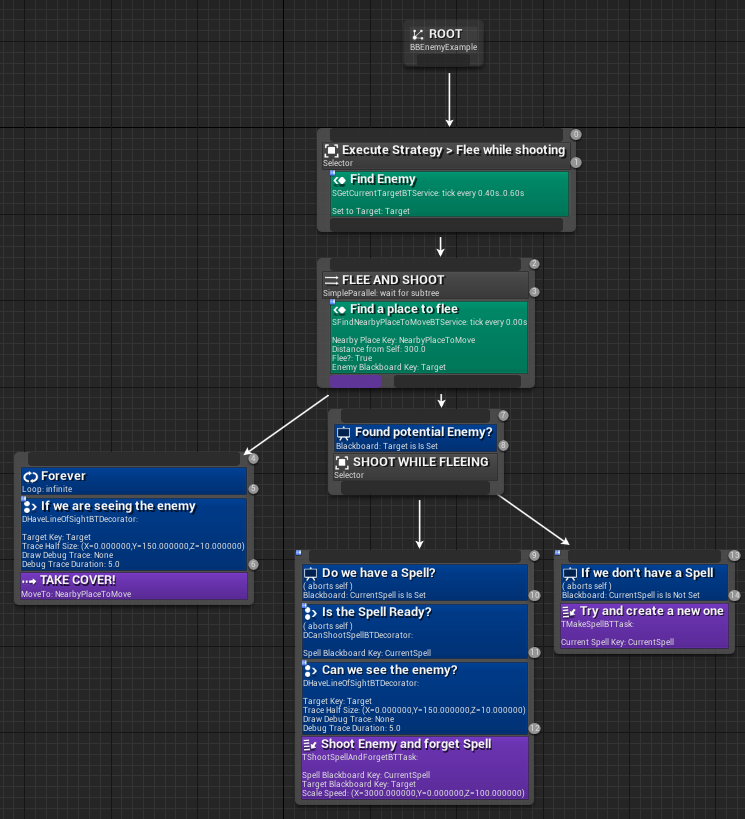 ROOT
BBEnemyExample
0
Execute Strategy > Flee while shooting
Selector
1
Find Enemy
SGetCurrentTargetBTService: tick every 0.40s..0.60s
Set to Target: Target
2
FLEE AND SHOOT
SimpleParallel: wait for subtree
3
Find a place to flee
SFindNearbyPlaceToMoveBTService: tick every 0.00s
Nearby Place Key: NearbyPlaceToMove
Distance from Self: 300.0
Flee?: True
Enemy Blackboard Key: Target
4
Forever
Loop: infinite
5
If we are seeing the enemy
DHaveLineOfSightBTDecorator:
Target Key: Target
Trace Half Size: (X=0.000000,Y=150.000000,Z=10.000000)
Draw Debug Trace: None
Debug Trace Duration: 5.0
6
TAKE COVER!
MoveTo: NearbyPlaceToMove
7
Found potential Enemy?
Blackboard: Target is Is Set
8
SHOOT WHILE FLEEING
Selector
9
Do we have a Spell?
( aborts self )
Blackboard: CurrentSpell is Is Set
10
Is the Spell Ready?
( aborts self )
DCanShootSpellBTDecorator:
Spell Blackboard Key: CurrentSpell
11
Can we see the enemy?
DHaveLineOfSightBTDecorator:
Target Key: Target
Trace Half Size: (X=0.000000,Y=150.000000,Z=10.000000)
Draw Debug Trace: None
Debug Trace Duration: 5.0
12
Shoot Enemy and forget Spell
TShootSpellAndForgetBTTask:
Spell Blackboard Key: CurrentSpell
Target Blackboard Key: Target
Scale Speed: (X=3000.000000,Y=0.000000,Z=100.000000)
13
If we don't have a Spell
( aborts self )
Blackboard: CurrentSpell is Is Not Set
14
Try and create a new one
TMakeSpellBTTask:
Current Spell Key: CurrentSpell